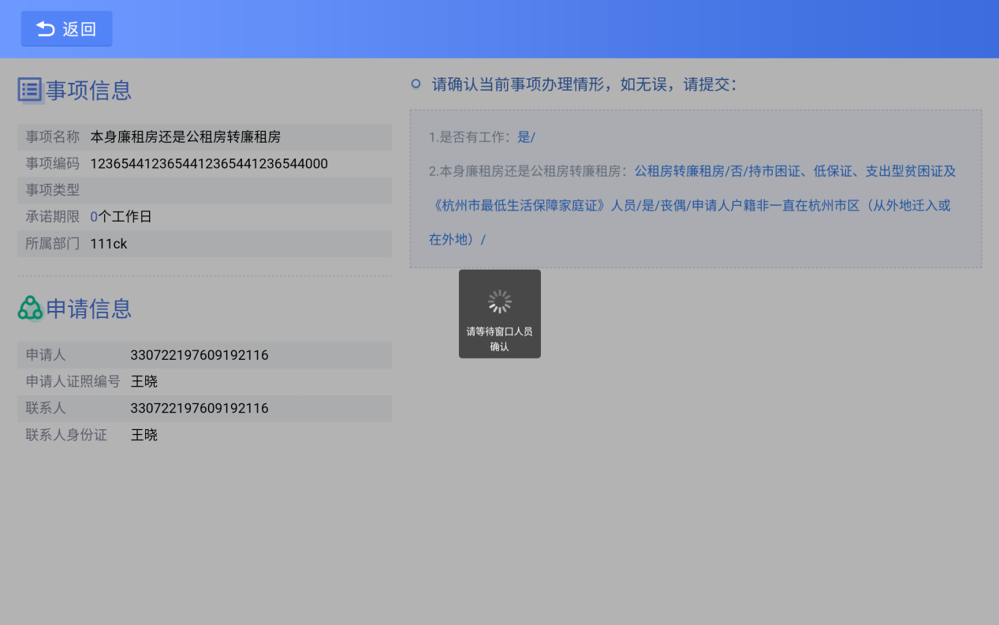 返回
事项信息
事项名称 本身廉租房还是公租房转廉租房
事项编码 1236544123654412365441236544000
事项类型
承诺期限 0个工作日
所属部门 111ck
申请信息
申请人 330722197609192116
申请人证照编号 王晓
联系人 330722197609192116
联系人身份证 王晓
请确认当前事项办理情形，如无误，请提交：
1.是否有工作：是/
2.本身廉租房还是公租房转廉租房：公租房转廉租房/否/持市困证、低保证、支出型贫困证及
《杭州市最低生活保障家庭证》人员/是/丧偶/申请人户籍非一直在杭州市区（从外地迁入或
在外地）/
请等待窗口人员
确认